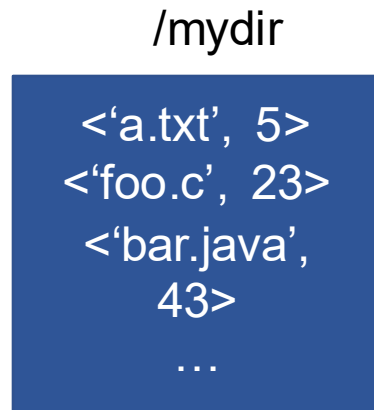 /mydir
<‘a.txt’, 5>
<‘foo.c’, 23>
<‘bar.java’,
43>
…